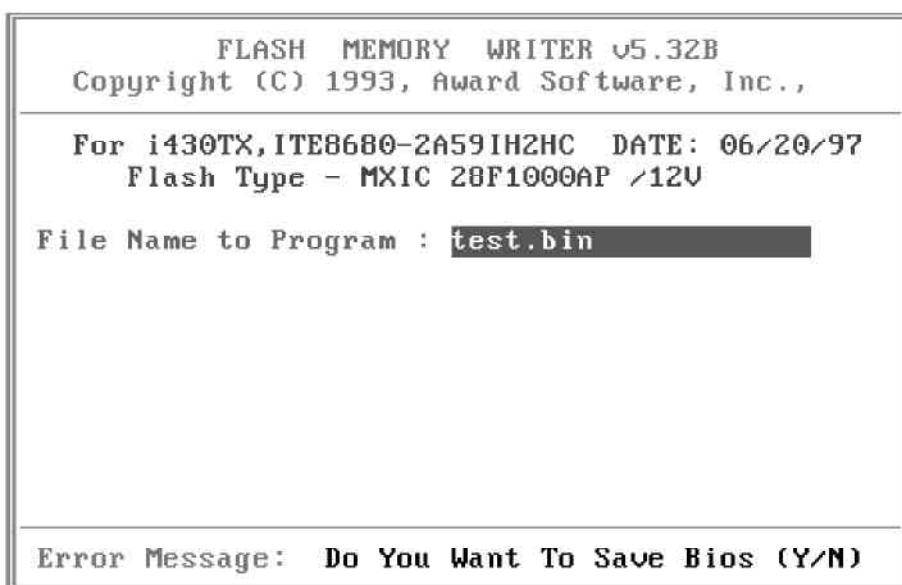 FLASH MEMORY WRITER v5.32B
Copyright (C) 1993, Award Software, Inc.,
For i430TX,ITE8680-2A59IH2HC DATE: 06/20/97
Flash Type - MXIC 28F1000AP /12V
File Name to Program : test.bin
Error Message: Do You Want To Save Bios (Y/N)